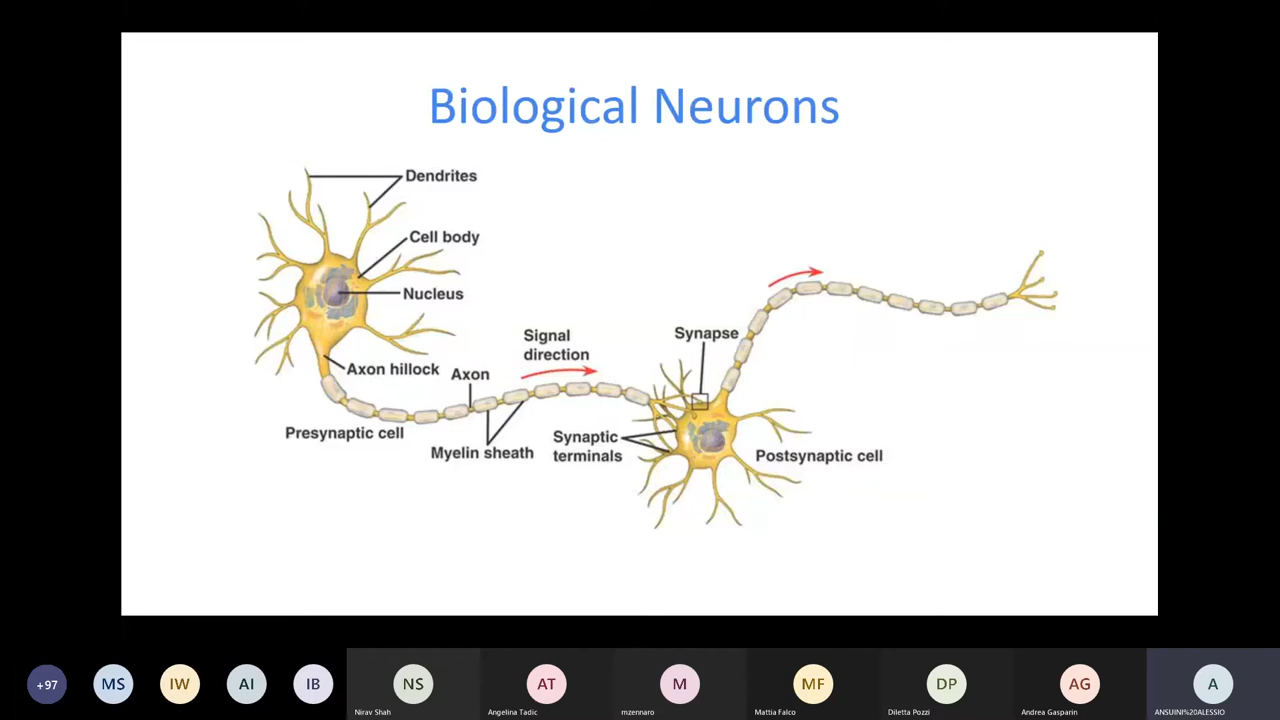 Biological Neurons
Dendrites
Cell body
Nucleus
Signal
direction
Synapse
Axon hillock
Axon
Presynaptic cell
Myelin sheath
Synaptic
terminals
Postsynaptic cell
+97
MS
IW
AI
IB
NS
AT
M
MF
DP
AG
A
Nirav Shah
Angelina Tadic
mzennaro
Mattia Falco
Diletta Pozzi
Andrea Gasparin
ANSUINI%20ALESSIO